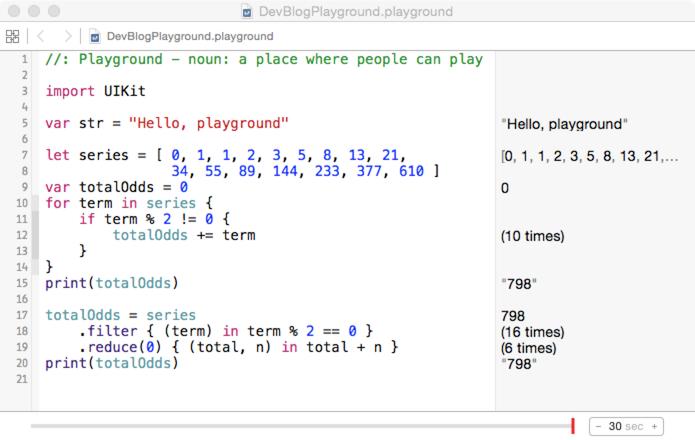 DevBlogPlayground.playground
DevBlogPlayground.playground
1 //: Playground – noun: a place where people can play
2
3 import UIKit
4
5 var str = "Hello, playground" "Hello, playground"
6
7 let series = [ 0, 1, 1, 2, 3, 5, 8, 13, 21, [0, 1, 1, 2, 3, 5, 8, 13, 21,...
8 34, 55, 89, 144, 233, 377, 610 ]
9 var totalOdds = 0 0
10 for term in series {
11 if term % 2 != 0 {
12 totalOdds += term (10 times)
13 }
14 }
15 print(totalOdds) "798"
16
17 totalOdds = series 798
18 .filter { (term) in term % 2 == 0 } (16 times)
19 .reduce(0) { (total, n) in total + n } (6 times)
20 print(totalOdds) "798"
21
− 30 sec +